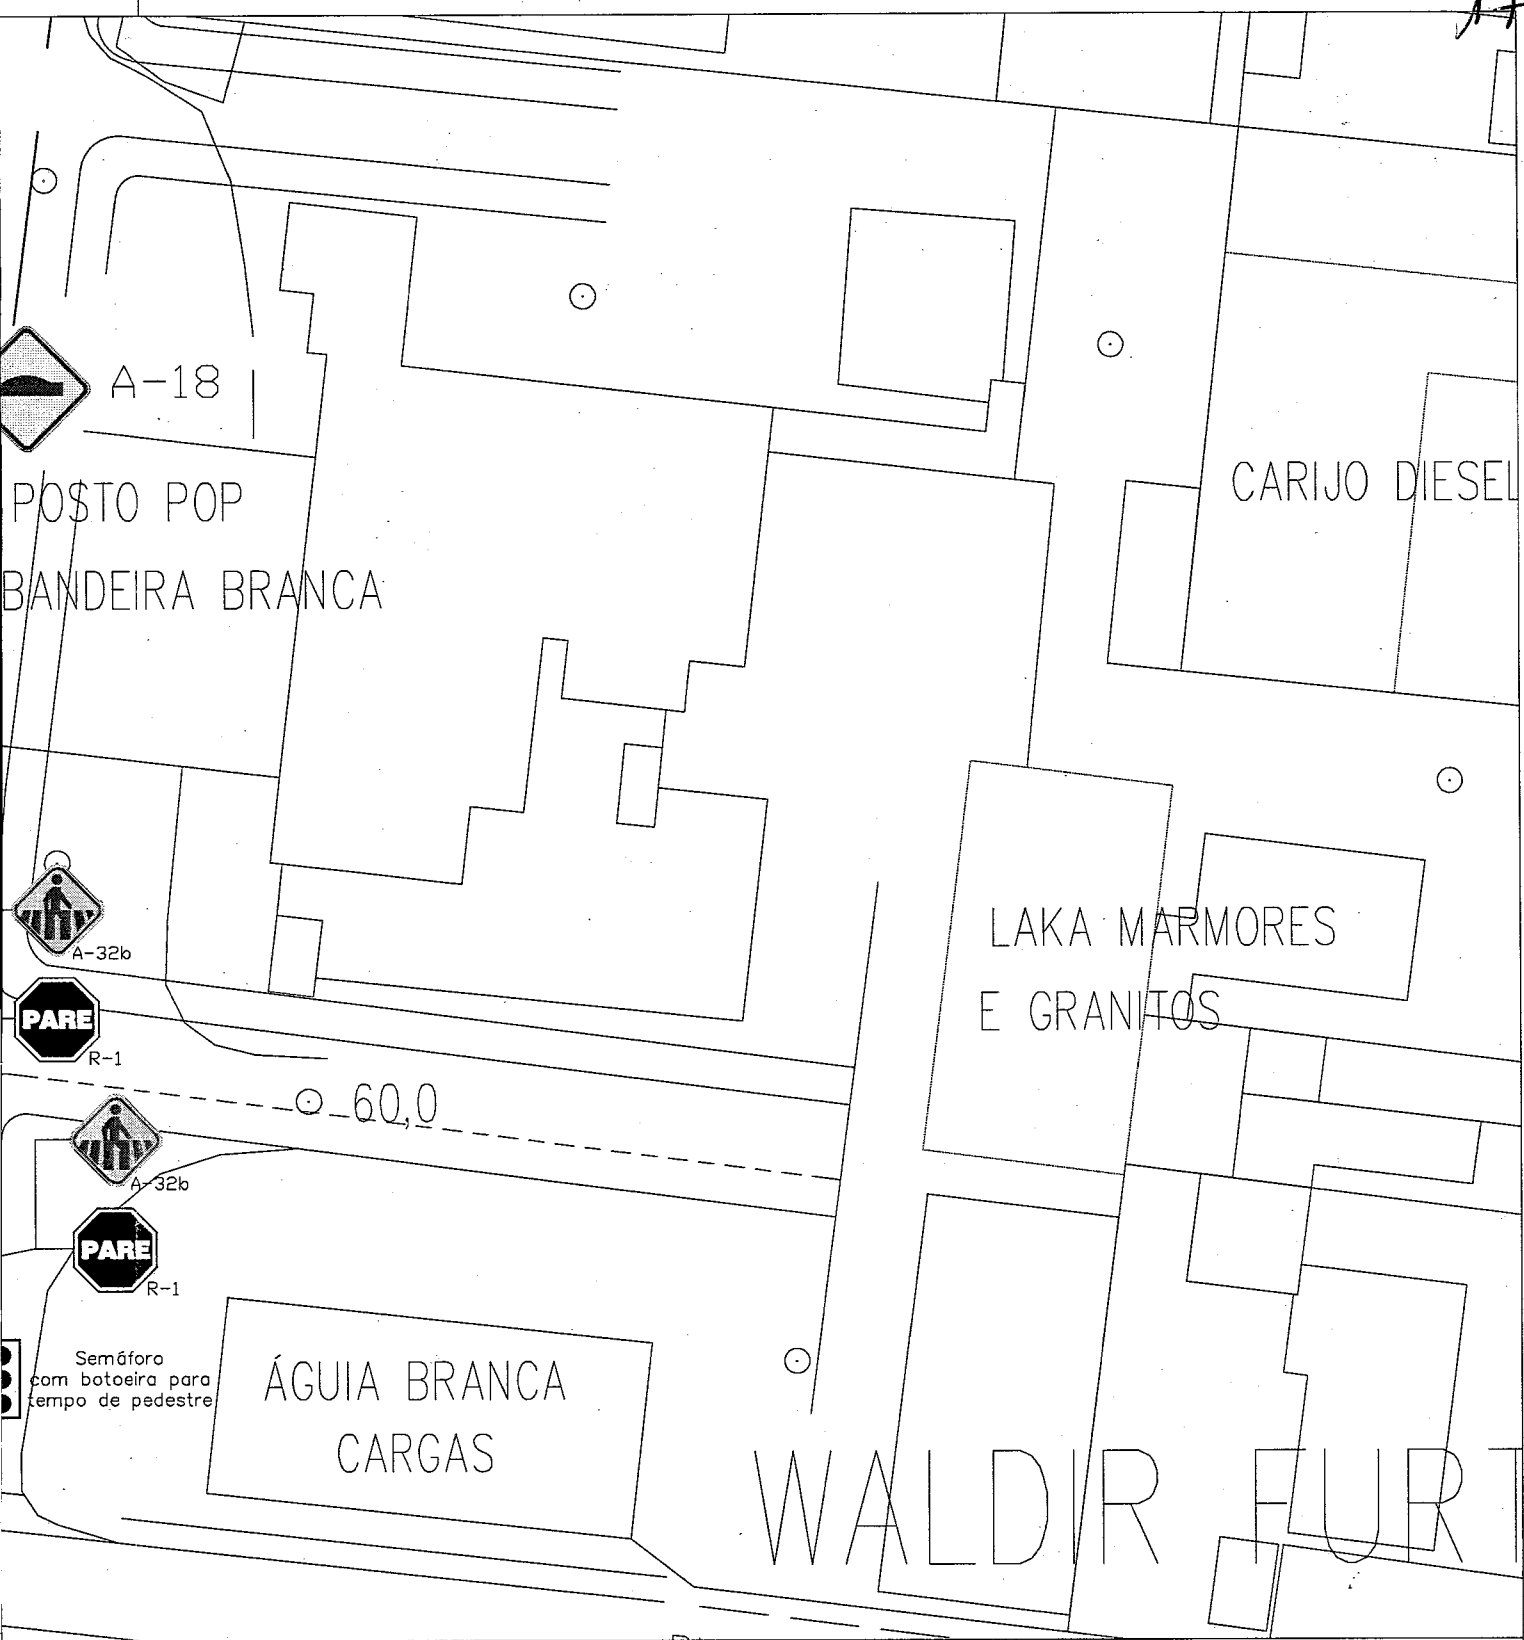 A-18
POSTO POP
BANDEIRA BRANCA
CARIJO DIESEL
A-32b
PARE
R-1
LAKA MARMORES
E GRANITOS
60,0
A-32b
PARE
R-1
Semáforo
com botoeira para
tempo de pedestre
ÁGUIA BRANCA
CARGAS
WALDIR FURT